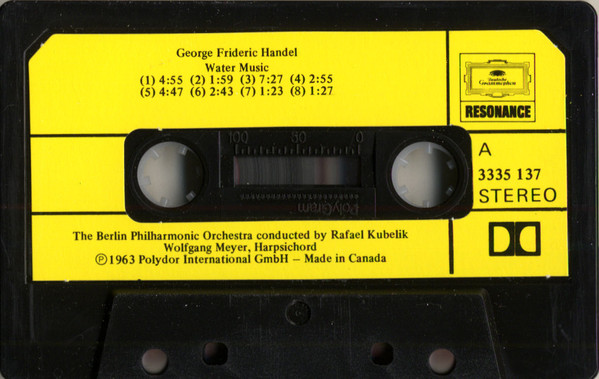 George Frideric Handel
Water Music
(1) 4:55 (2) 1:59 (3) 7:27 (4) 2:55
(5) 4:47 (6) 2:43 (7) 1:23 (8) 1:27
Deutsche
Grammophon
RESONANCE
100 50 0
PolyGram
A
3335 137
STEREO
The Berlin Philharmonic Orchestra conducted by Rafael Kubelik
Wolfgang Meyer, Harpsichord
Ⓟ1963 Polydor International GmbH – Made in Canada